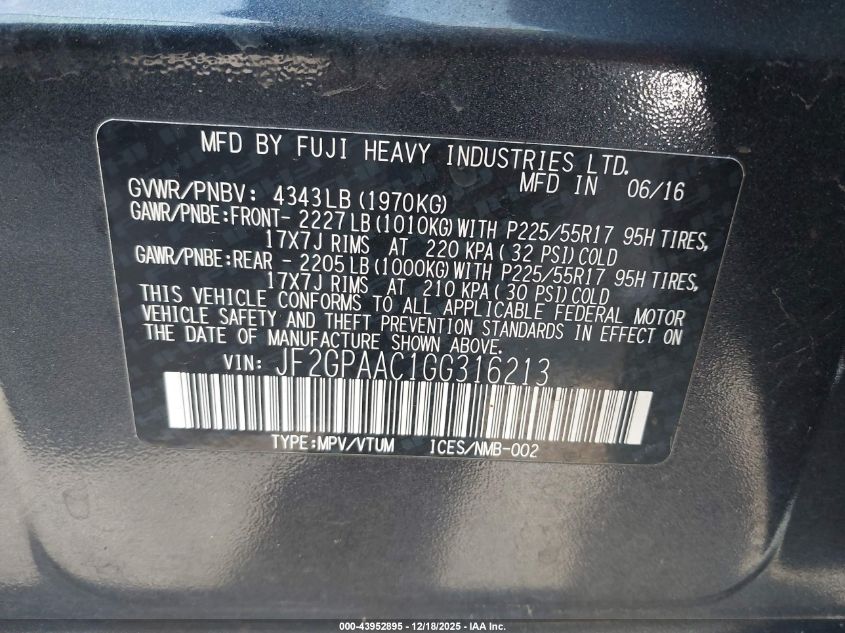 MFD BY FUJI HEAVY INDUSTRIES LTD.
MFD IN 06/16
GVWR/PNBV: 4343LB (1970KG)
GAWR/PNBE:FRONT- 2227LB (1010KG) WITH P225/55R17 95H TIRES,
17X7J RIMS AT 220 KPA ( 32 PSI) COLD
GAWR/PNBE:REAR - 2205LB (1000KG) WITH P225/55R17 95H TIRES,
17X7J RIMS AT 210 KPA ( 30 PSI) COLD
THIS VEHICLE CONFORMS TO ALL APPLICABLE FEDERAL MOTOR
VEHICLE SAFETY AND THEFT PREVENTION STANDARDS IN EFFECT ON
THE DATE OF MANUFACTURE SHOWN ABOVE.
VIN: JF2GPAAC1GG316213
TYPE:MPV/VTUM ICES/NMB-002
000-43952895 - 12/18/2025 - IAA Inc.